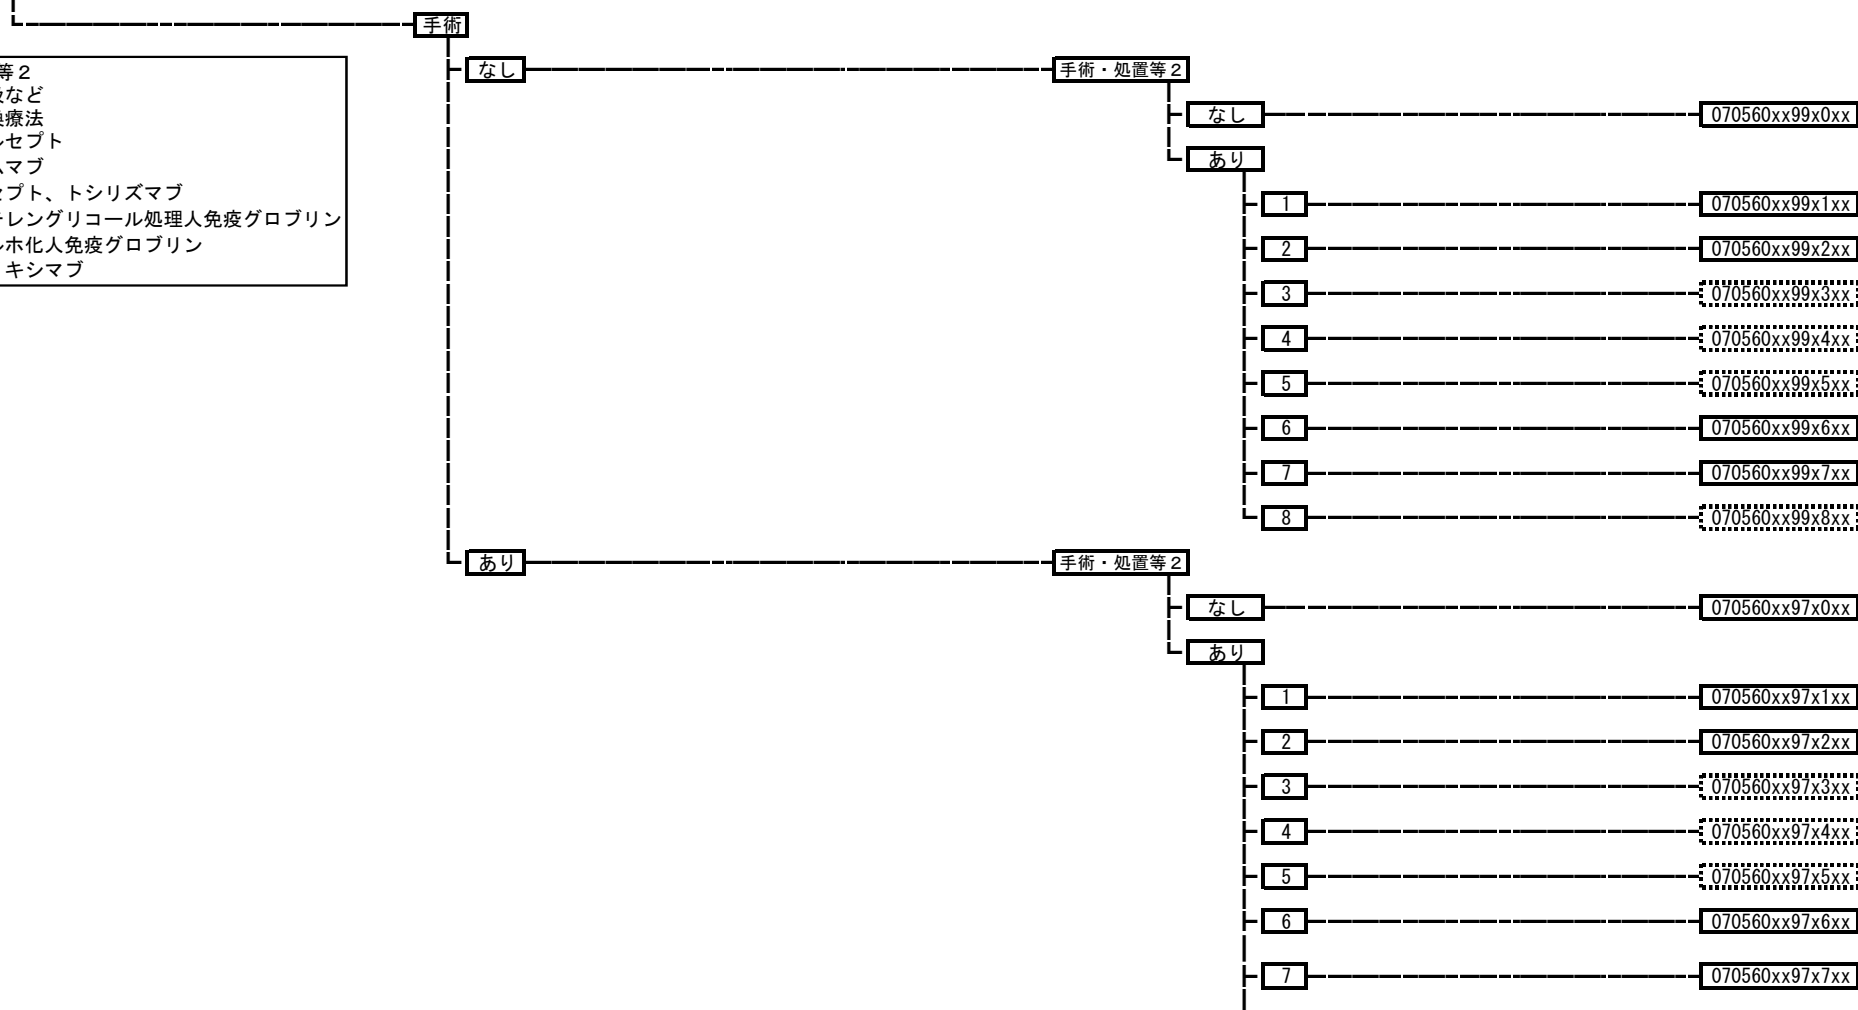 手術
等２
なし
手術・処置等２
など
療法
なし
070560xx99x0xx
セプト
マブ
あり
プト、トシリズマブ
1
070560xx99x1xx
レングリコール処理人免疫グロブリン
ホ化人免疫グロブリン
2
070560xx99x2xx
キシマブ
3
070560xx99x3xx
4
070560xx99x4xx
5
070560xx99x5xx
6
070560xx99x6xx
7
070560xx99x7xx
8
070560xx99x8xx
あり
手術・処置等２
なし
070560xx97x0xx
あり
1
070560xx97x1xx
2
070560xx97x2xx
3
070560xx97x3xx
4
070560xx97x4xx
5
070560xx97x5xx
6
070560xx97x6xx
7
070560xx97x7xx